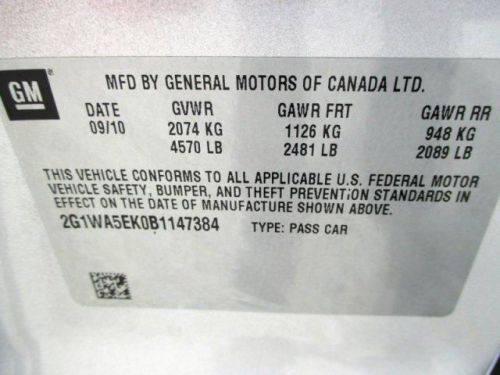 GM
®
MFD BY GENERAL MOTORS OF CANADA LTD.
DATE GVWR GAWR FRT GAWR RR
09/10 2074 KG 1126 KG 948 KG
4570 LB 2481 LB 2089 LB
THIS VEHICLE CONFORMS TO ALL APPLICABLE U.S. FEDERAL MOTOR
VEHICLE SAFETY, BUMPER, AND THEFT PREVENTION STANDARDS IN
EFFECT ON THE DATE OF MANUFACTURE SHOWN ABOVE.
2G1WA5EK0B1147384 TYPE: PASS CAR